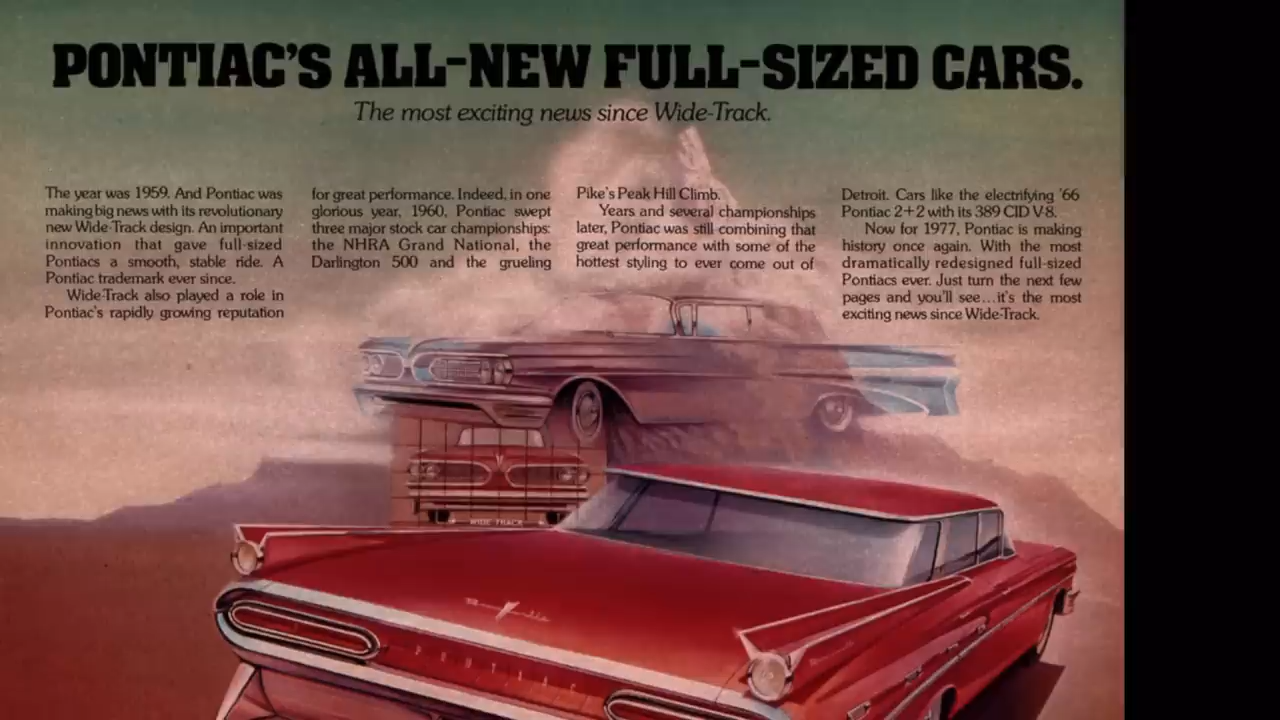 PONTIAC'S ALL-NEW FULL-SIZED CARS.
The most exciting news since Wide-Track.
The year was 1959. And Pontiac was
making big news with its revolutionary
new Wide-Track design. An important
innovation that gave full-sized
Pontiacs a smooth, stable ride. A
Pontiac trademark ever since.
Wide-Track also played a role in
Pontiac's rapidly growing reputation
for great performance. Indeed, in one
glorious year, 1960, Pontiac swept
three major stock car championships:
the NHRA Grand National, the
Darlington 500 and the grueling
Pike's Peak Hill Climb.
Years and several championships
later, Pontiac was still combining that
great performance with some of the
hottest styling to ever come out of
Detroit. Cars like the electrifying '66
Pontiac 2+2 with its 389 CID V8.
Now for 1977, Pontiac is making
history once again. With the most
dramatically redesigned full-sized
Pontiacs ever. Just turn the next few
pages and you'll see...it's the most
exciting news since Wide-Track.
WIDE TRACK
Bonneville
PONTIAC